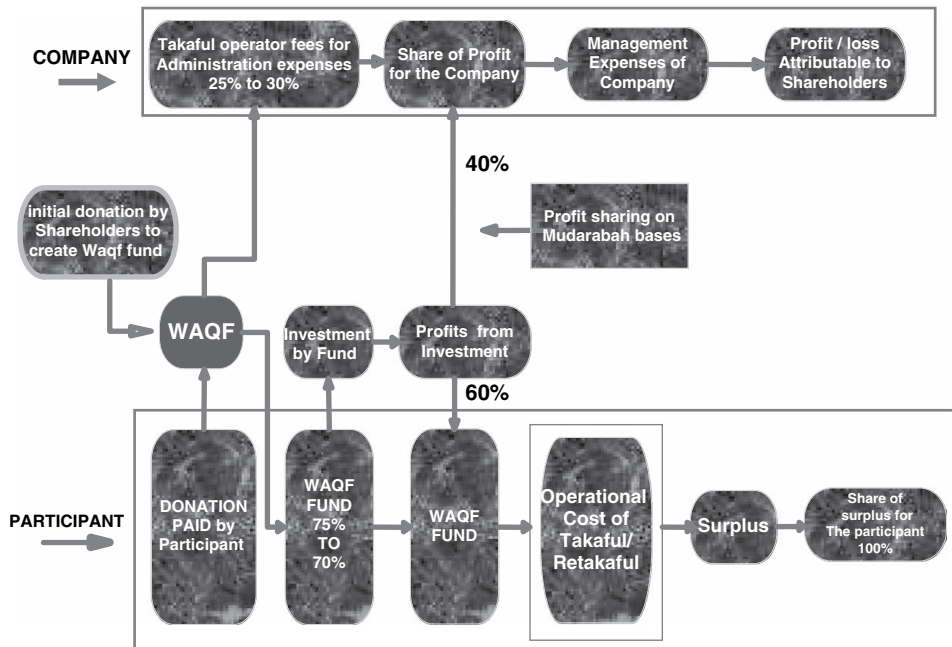 COMPANY
Takaful operator fees for
Administration expenses
25% to 30%
Share of Profit
for the Company
Management
Expenses of
Company
Profit / loss
Attributable to
Shareholders
40%
initial donation by
Shareholders to
create Waqf fund
Profit sharing on
Mudarabah bases
WAQF
Investment
by Fund
Profits from
Investment
60%
PARTICIPANT
DONATION
PAID by
Participant
WAQF
FUND
75%
TO
70%
WAQF
FUND
Operational
Cost of
Takaful/
Retakaful
Surplus
Share of
surplus for
The participant
100%